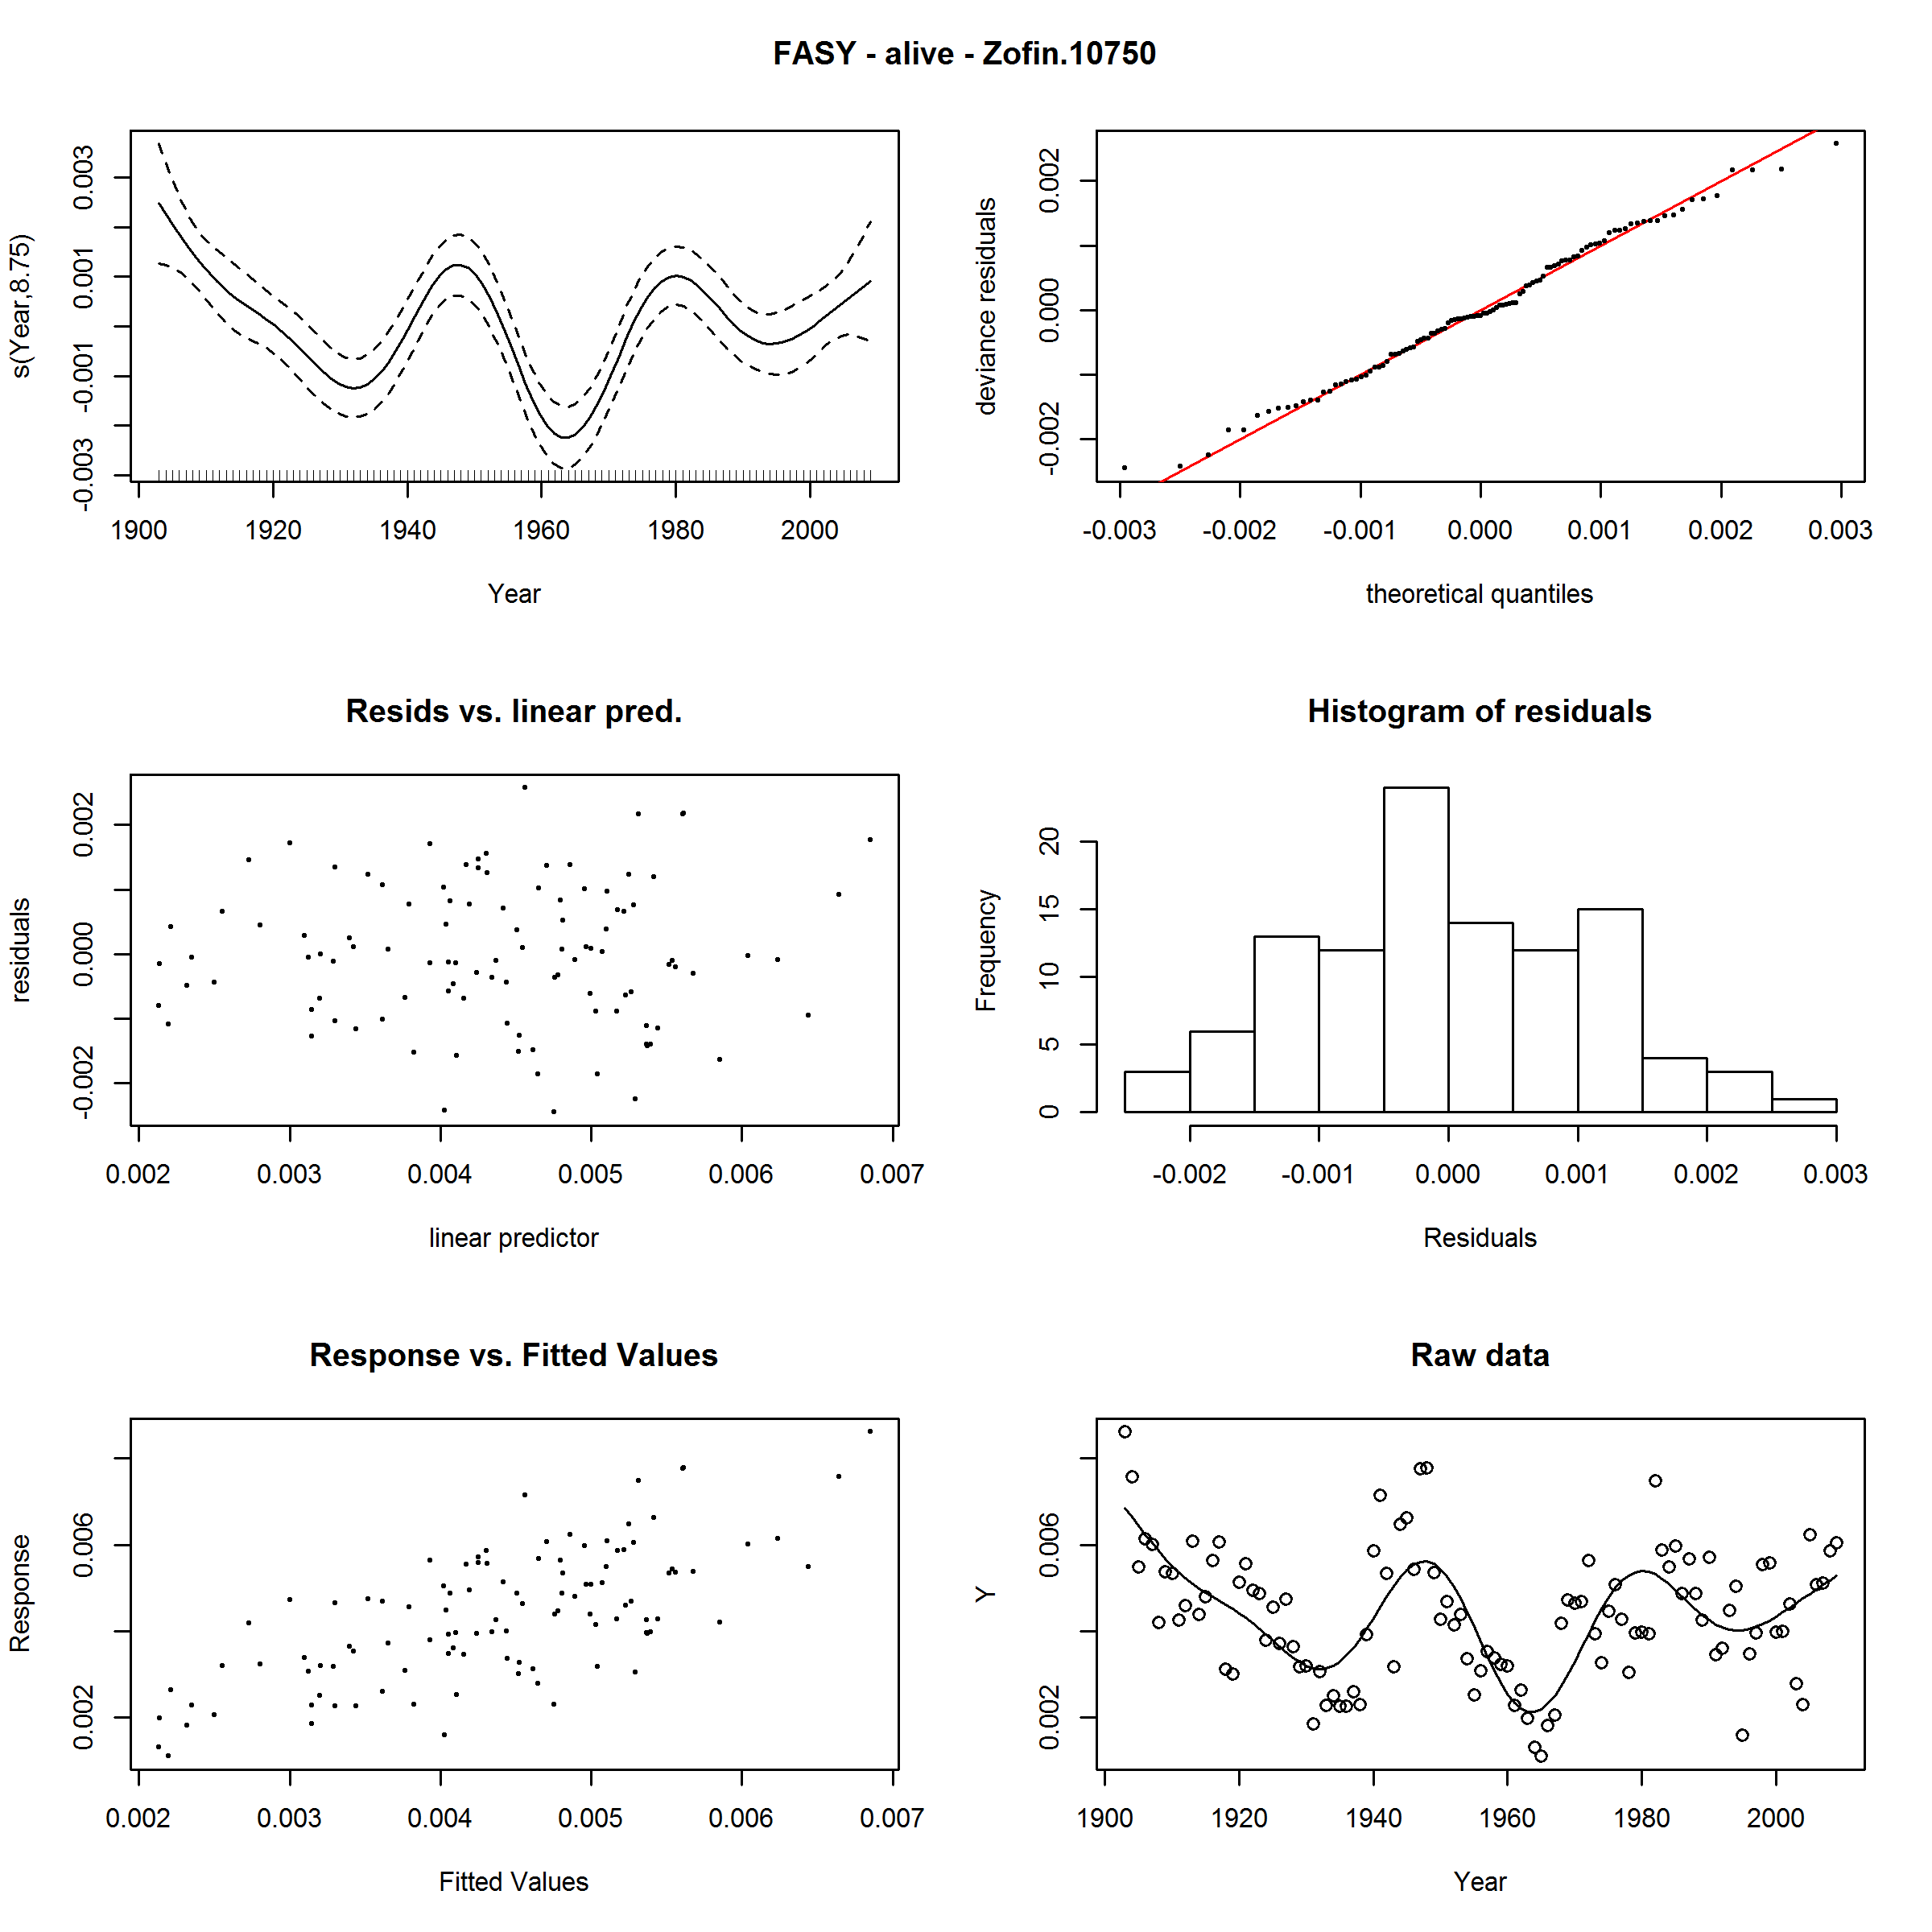 FASY - alive - Zofin.10750
s(Year,8.75)
0.003
0.001
-0.001
-0.003
1900 1920 1940 1960 1980 2000
Year
deviance residuals
0.002
0.000
-0.002
-0.003 -0.002 -0.001 0.000 0.001 0.002 0.003
theoretical quantiles
Resids vs. linear pred.
residuals
0.002
0.000
-0.002
0.002 0.003 0.004 0.005 0.006 0.007
linear predictor
Histogram of residuals
Frequency
20
15
10
5
0
-0.002 -0.001 0.000 0.001 0.002 0.003
Residuals
Response vs. Fitted Values
Response
0.006
0.002
0.002 0.003 0.004 0.005 0.006 0.007
Fitted Values
Raw data
Y
0.006
0.002
1900 1920 1940 1960 1980 2000
Year